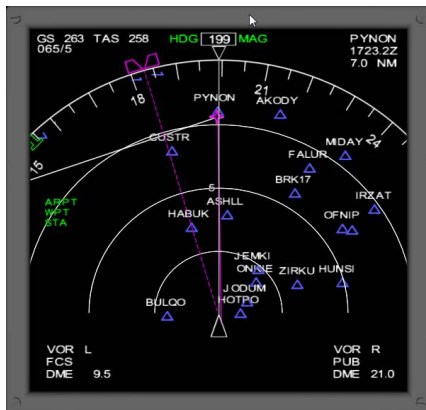 GS 263 TAS 258 HDG 199 MAG PYNON
065/5 1723.2Z
7.0 NM
21
18
PYNON AKODY
24
GUSTR MIDAY
15 FALUR
BRK17
5 IRZAT
ARPT ASHLL
WPT HABUK OFNIP
STA
JEMKI
ONNIE ZIRKU HUNSI
JODUM
BULQO HOTPO
VOR L VOR R
FCS PUB
DME 9.5 DME 21.0